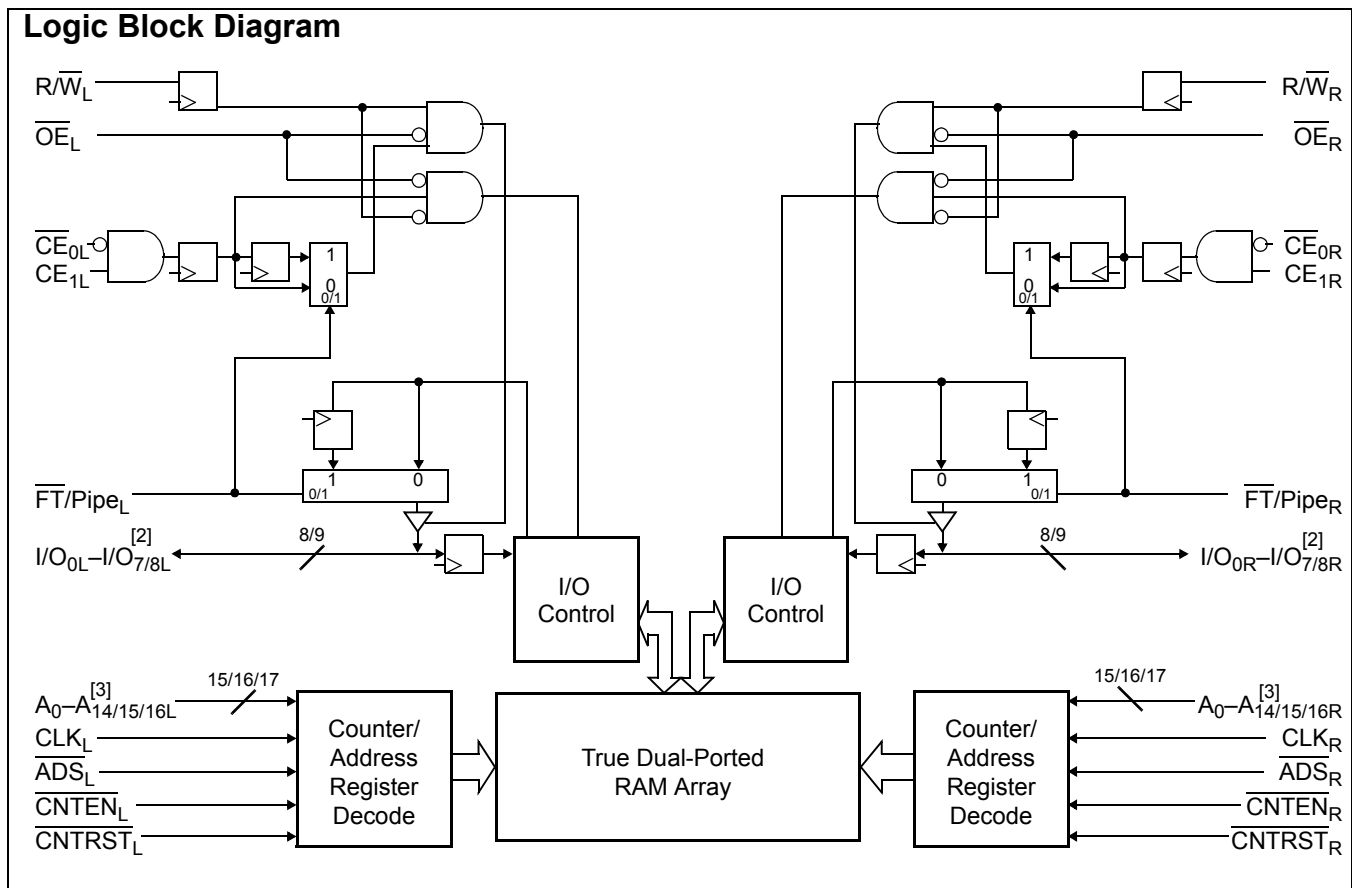 Logic Block Diagram
R/W̅L
R/W̅R
O̅E̅L
O̅E̅R
C̅E̅0L
CE1L
1
0
0/1
1
0
0/1
C̅E̅0R
CE1R
F̅T̅/PipeL
1 0
0/1
0 1
0/1
F̅T̅/PipeR
I/O0L–I/O7/8L[2]
8/9
8/9
I/O0R–I/O7/8R[2]
I/O
Control
I/O
Control
A0–A14/15/16L[3]
15/16/17
15/16/17
A0–A14/15/16R[3]
CLKL
A̅D̅S̅L
C̅N̅T̅E̅N̅L
C̅N̅T̅R̅S̅T̅L
Counter/
Address
Register
Decode
True Dual-Ported
RAM Array
Counter/
Address
Register
Decode
CLKR
A̅D̅S̅R
C̅N̅T̅E̅N̅R
C̅N̅T̅R̅S̅T̅R